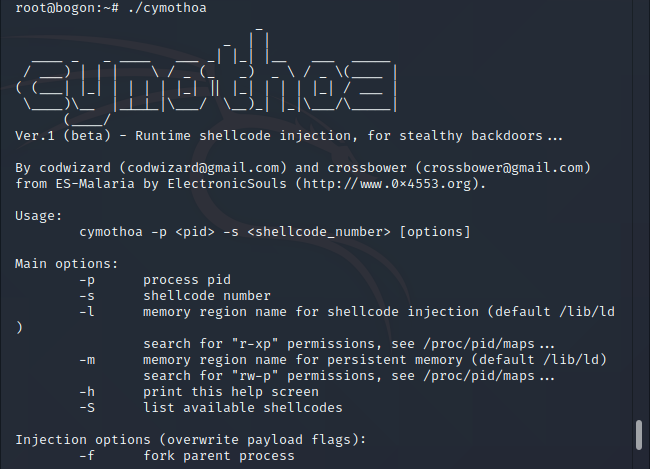 root@bogon:~# ./cymothoa
Ver.1 (beta) - Runtime shellcode injection, for stealthy backdoors...
By codwizard (codwizard@gmail.com) and crossbower (crossbower@gmail.com)
from ES-Malaria by ElectronicSouls (http://www.0x4553.org).
Usage:
cymothoa -p <pid> -s <shellcode_number> [options]
Main options:
-p process pid
-s shellcode number
-l memory region name for shellcode injection (default /lib/ld
)
search for "r-xp" permissions, see /proc/pid/maps...
-m memory region name for persistent memory (default /lib/ld)
search for "rw-p" permissions, see /proc/pid/maps...
-h print this help screen
-S list available shellcodes
Injection options (overwrite payload flags):
-f fork parent process